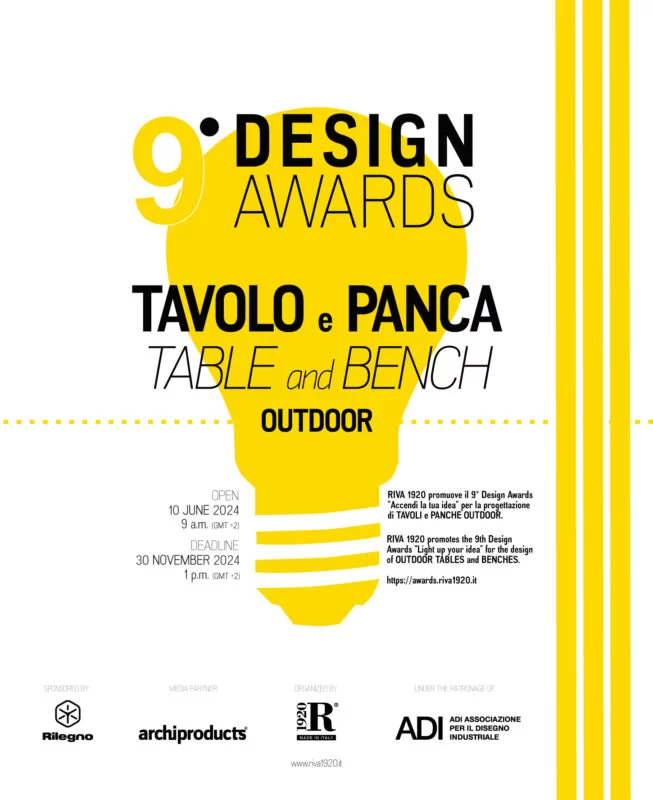 9° DESIGN
AWARDS
TAVOLO e PANCA
TABLE and BENCH
OUTDOOR
OPEN
10 JUNE 2024
9 a.m. (GMT +2)
DEADLINE
30 NOVEMBER 2024
1 p.m. (GMT +2)
RIVA 1920 promuove il 9° Design Awards
"Accendi la tua idea" per la progettazione
di TAVOLI e PANCHE OUTDOOR.
RIVA 1920 promotes the 9th Design
Awards "Light up your idea" for the design
of OUTDOOR TABLES and BENCHES.
https://awards.riva1920.it
SPONSORED BY:
Rilegno
MEDIA PARTNER:
archiproducts®
ORGANIZED BY:
1920 R®
MADE IN ITALY
www.riva1920.it
UNDER THE PATRONAGE OF:
ADI ADI ASSOCIAZIONE
PER IL DISEGNO
INDUSTRIALE